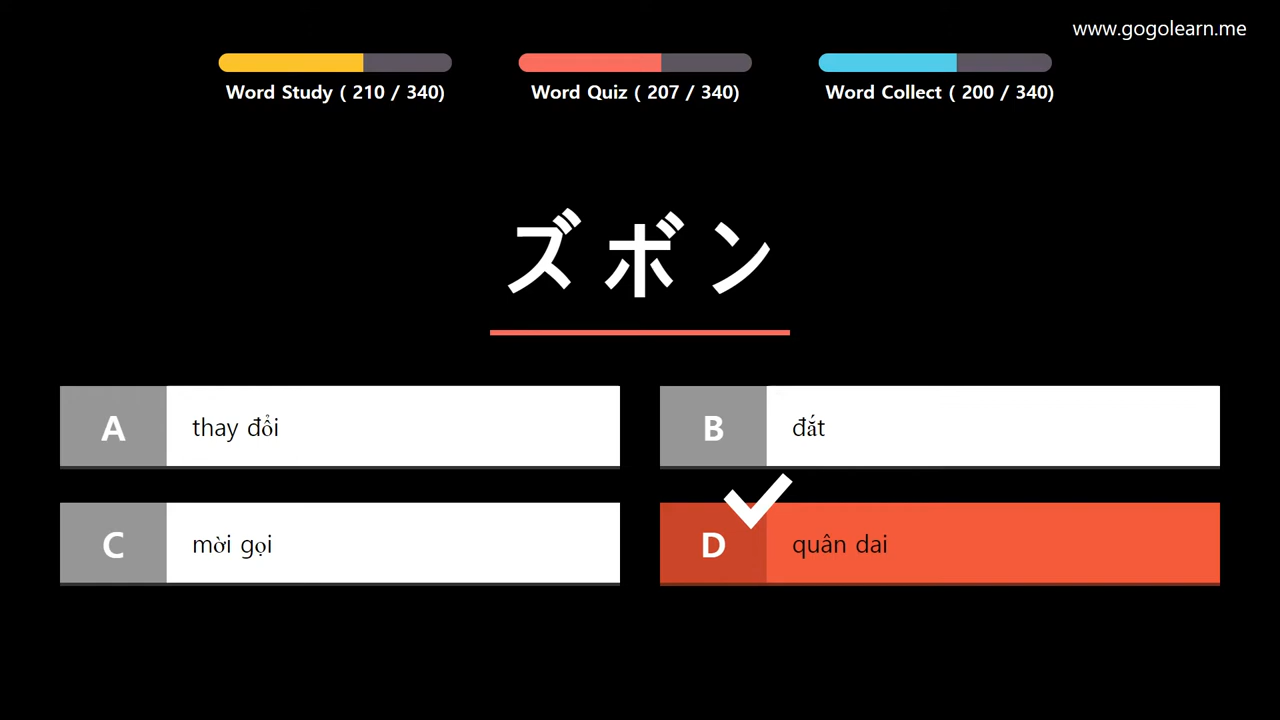 www.gogolearn.me
Word Study ( 210 / 340)
Word Quiz ( 207 / 340)
Word Collect ( 200 / 340)
ズボン
A thay đổi
B đắt
C mời gọi
D quân dai